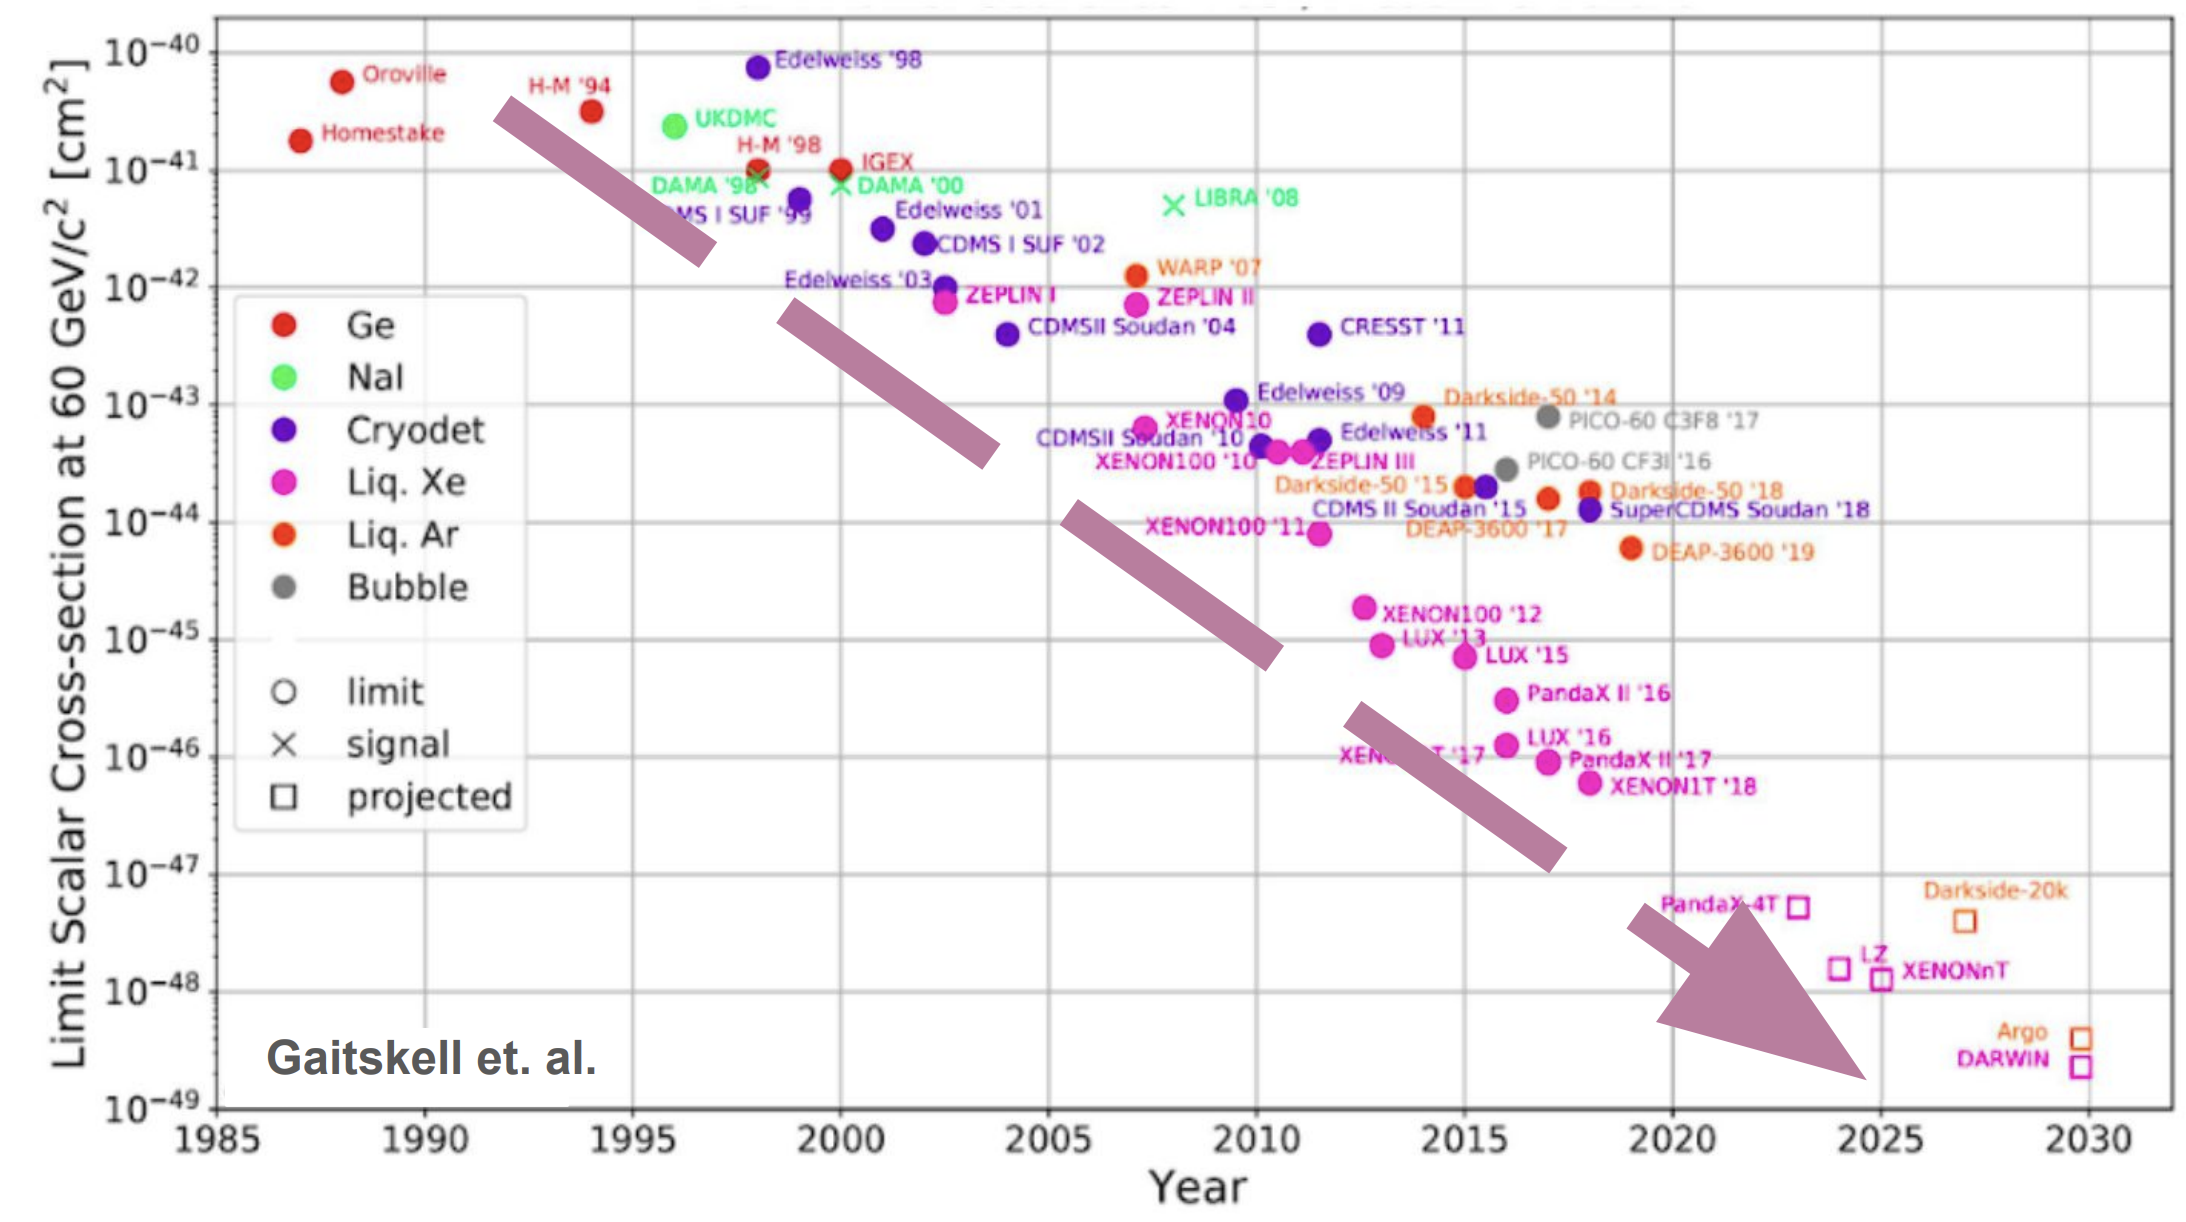 Limit Scalar Cross-section at 60 GeV/c² [cm²]
10⁻⁴⁰
10⁻⁴¹
10⁻⁴²
10⁻⁴³
10⁻⁴⁴
10⁻⁴⁵
10⁻⁴⁶
10⁻⁴⁷
10⁻⁴⁸
10⁻⁴⁹
Edelweiss '98
Oroville
H-M '94
UKDMC
Homestake
H-M '98
IGEX
DAMA '98
DAMA '00
LIBRA '08
MS I SUF '99
Edelweiss '01
CDMS I SUF '02
WARP '07
Edelweiss '03
ZEPLIN I
ZEPLIN II
CDMSII Soudan '04
CRESST '11
Edelweiss '09
Darkside-50 '14
XENON10
PICO-60 C3F8 '17
CDMSII Soudan '10
Edelweiss '11
XENON100 '10
ZEPLIN III
PICO-60 CF3I '16
Darkside-50 '15
Darkside-50 '18
CDMS II Soudan '15
SuperCDMS Soudan '18
XENON100 '11
DEAP-3600 '17
DEAP-3600 '19
XENON100 '12
LUX '13
LUX '15
PandaX II '16
LUX '16
XEN T '17
PandaX II '17
XENON1T '18
PandaX-4T
Darkside-20k
LZ
XENONnT
Argo
DARWIN
Ge
NaI
Cryodet
Liq. Xe
Liq. Ar
Bubble
limit
signal
projected
Gaitskell et. al.
1985 1990 1995 2000 2005 2010 2015 2020 2025 2030
Year